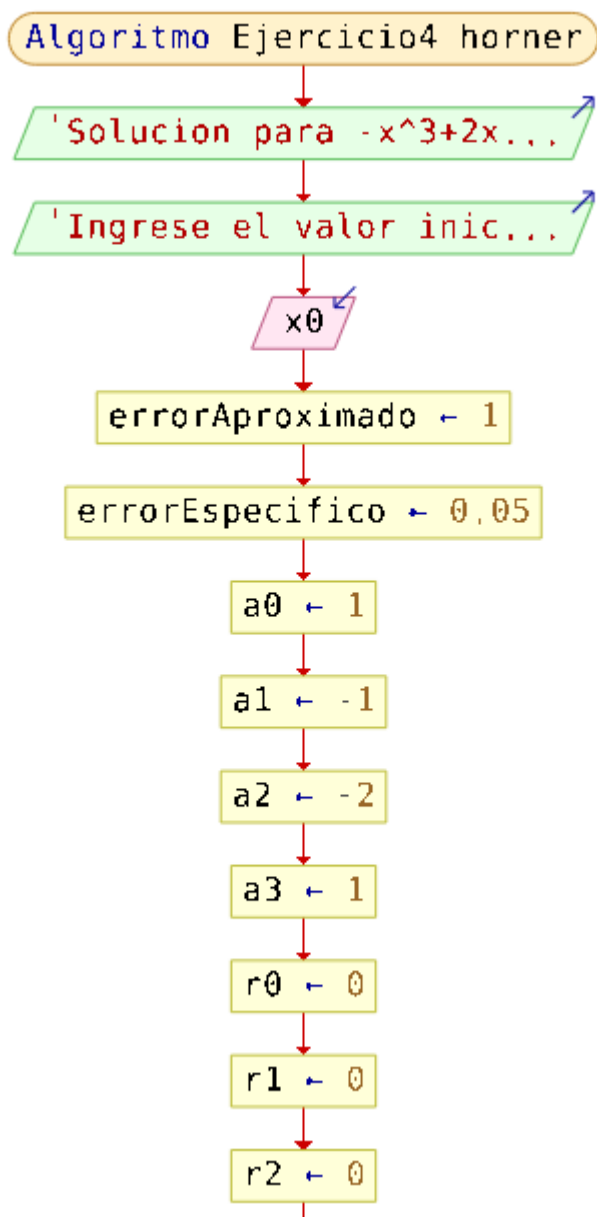 Algoritmo Ejercicio4 horner
'Solucion para -x^3+2x...
'Ingrese el valor inic...
x0
errorAproximado ← 1
errorEspecifico ← 0.05
a0 ← 1
a1 ← -1
a2 ← -2
a3 ← 1
r0 ← 0
r1 ← 0
r2 ← 0